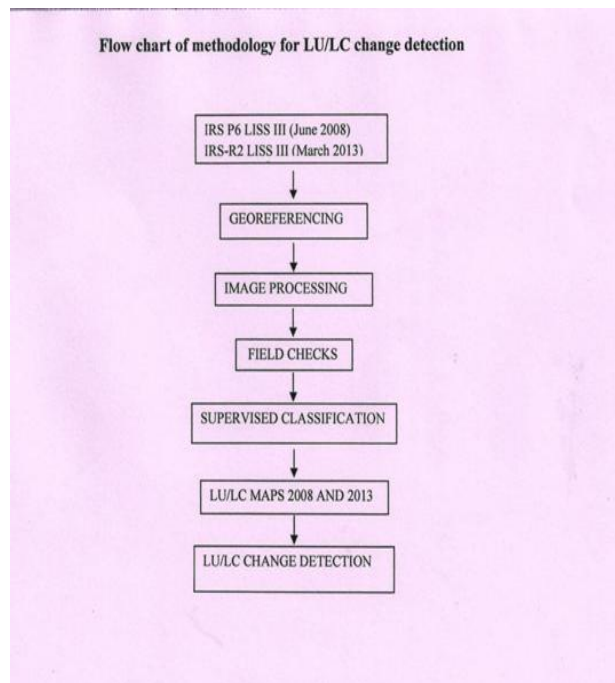 Flow chart of methodology for LU/LC change detection
IRS P6 LISS III (June 2008)
IRS-R2 LISS III (March 2013)
GEOREFERENCING
IMAGE PROCESSING
FIELD CHECKS
SUPERVISED CLASSIFICATION
LU/LC MAPS 2008 AND 2013
LU/LC CHANGE DETECTION